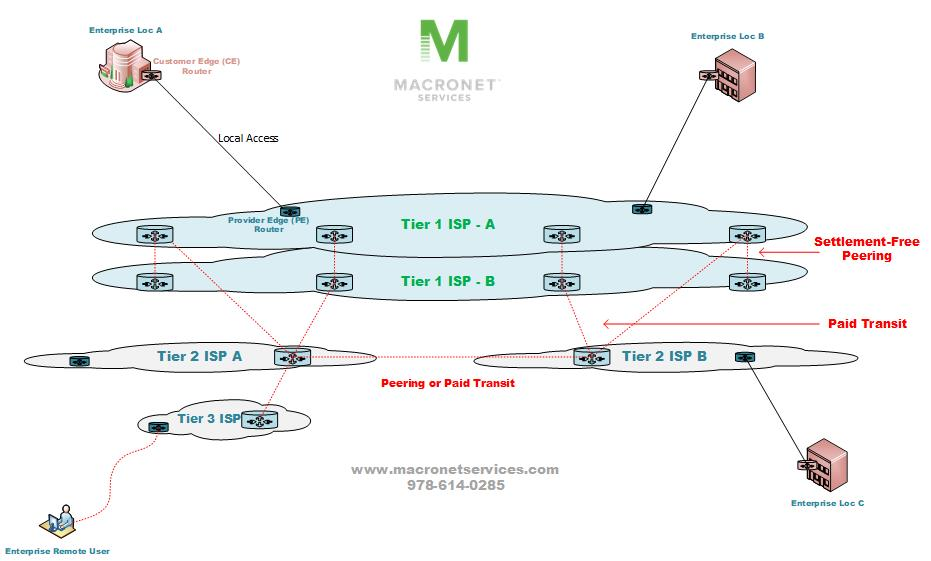 Enterprise Loc A
Enterprise Loc B
Customer Edge (CE)
Router
M
MACRONET
SERVICES
Local Access
Provider Edge (PE)
Router
Tier 1 ISP - A
Settlement-Free
Peering
Tier 1 ISP - B
Paid Transit
Tier 2 ISP A
Tier 2 ISP B
Peering or Paid Transit
Tier 3 ISP
www.macronetservices.com
978-614-0285
Enterprise Loc C
Enterprise Remote User